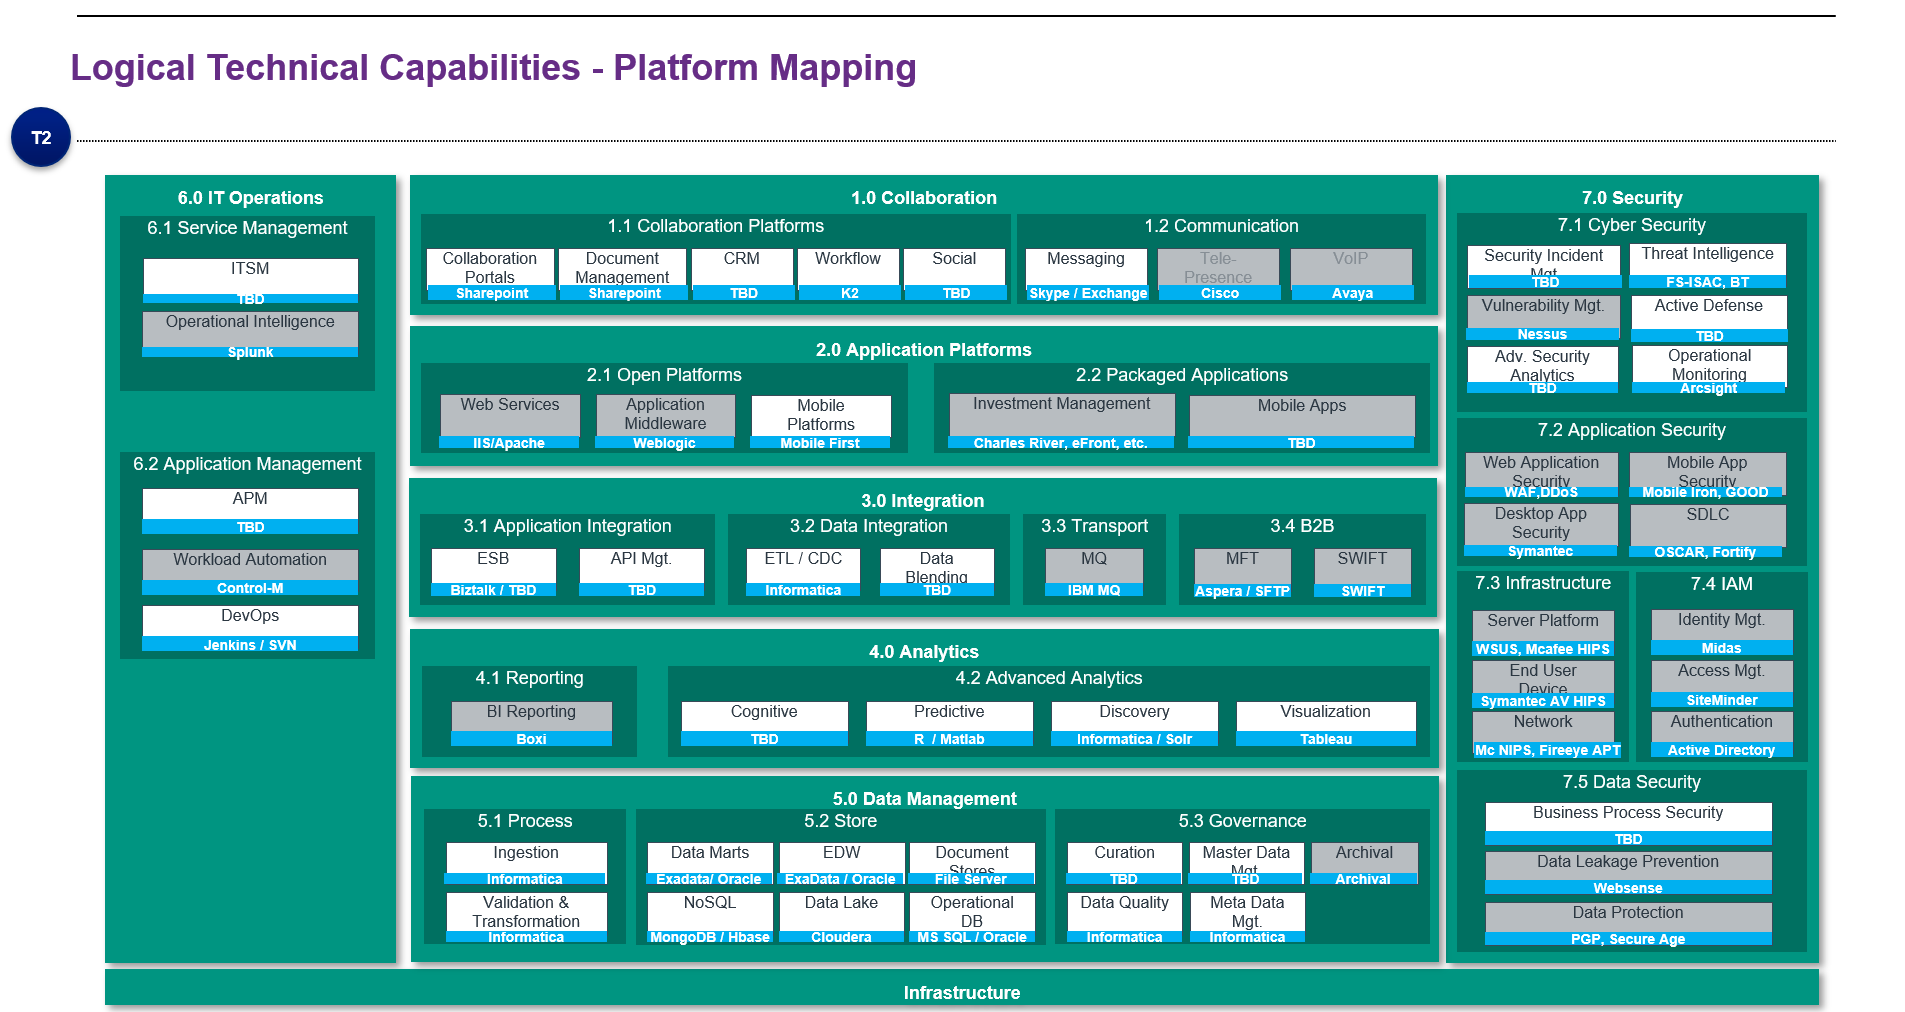 Logical Technical Capabilities - Platform Mapping
T2
6.0 IT Operations
6.1 Service Management
ITSM
TBD
Operational Intelligence
Splunk
6.2 Application Management
APM
TBD
Workload Automation
Control-M
DevOps
Jenkins / SVN
1.0 Collaboration
1.1 Collaboration Platforms
Collaboration
Portals
Sharepoint
Document
Management
Sharepoint
CRM
TBD
Workflow
K2
Social
TBD
1.2 Communication
Messaging
Skype / Exchange
Tele-
Presence
Cisco
VoIP
Avaya
2.0 Application Platforms
2.1 Open Platforms
Web Services
IIS/Apache
Application
Middleware
Weblogic
Mobile
Platforms
Mobile First
2.2 Packaged Applications
Investment Management
Charles River, eFront, etc.
Mobile Apps
TBD
3.0 Integration
3.1 Application Integration
ESB
Biztalk / TBD
API Mgt.
TBD
3.2 Data Integration
ETL / CDC
Informatica
Data
Blending
TBD
3.3 Transport
MQ
IBM MQ
3.4 B2B
MFT
Aspera / SFTP
SWIFT
SWIFT
4.0 Analytics
4.1 Reporting
BI Reporting
Boxi
4.2 Advanced Analytics
Cognitive
TBD
Predictive
R / Matlab
Discovery
Informatica / Solr
Visualization
Tableau
5.0 Data Management
5.1 Process
Ingestion
Informatica
Validation &
Transformation
Informatica
5.2 Store
Data Marts
Exadata/ Oracle
EDW
ExaData / Oracle
Document
Stores
File Server
NoSQL
MongoDB / Hbase
Data Lake
Cloudera
Operational
DB
MS SQL / Oracle
5.3 Governance
Curation
TBD
Master Data
Mgt.
TBD
Archival
Archival
Data Quality
Informatica
Meta Data
Mgt.
Informatica
7.0 Security
7.1 Cyber Security
Security Incident
Mgt.
TBD
Threat Intelligence
FS-ISAC, BT
Vulnerability Mgt.
Nessus
Active Defense
TBD
Adv. Security
Analytics
TBD
Operational
Monitoring
Arcsight
7.2 Application Security
Web Application
Security
WAF,DDoS
Mobile App
Security
Mobile Iron, GOOD
Desktop App
Security
Symantec
SDLC
OSCAR, Fortify
7.3 Infrastructure
Server Platform
WSUS, Mcafee HIPS
End User
Device
Symantec AV HIPS
Network
Mc NIPS, Fireeye APT
7.4 IAM
Identity Mgt.
Midas
Access Mgt.
SiteMinder
Authentication
Active Directory
7.5 Data Security
Business Process Security
TBD
Data Leakage Prevention
Websense
Data Protection
PGP, Secure Age
Infrastructure